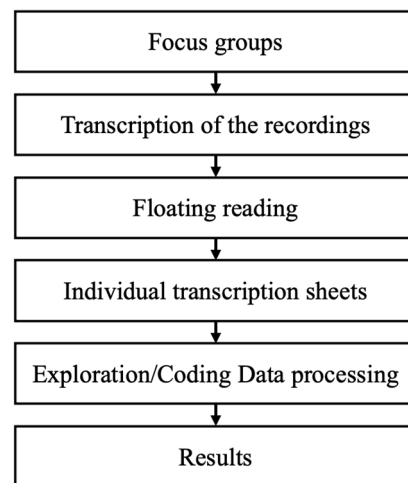 Focus groups
Transcription of the recordings
Floating reading
Individual transcription sheets
Exploration/Coding Data processing
Results